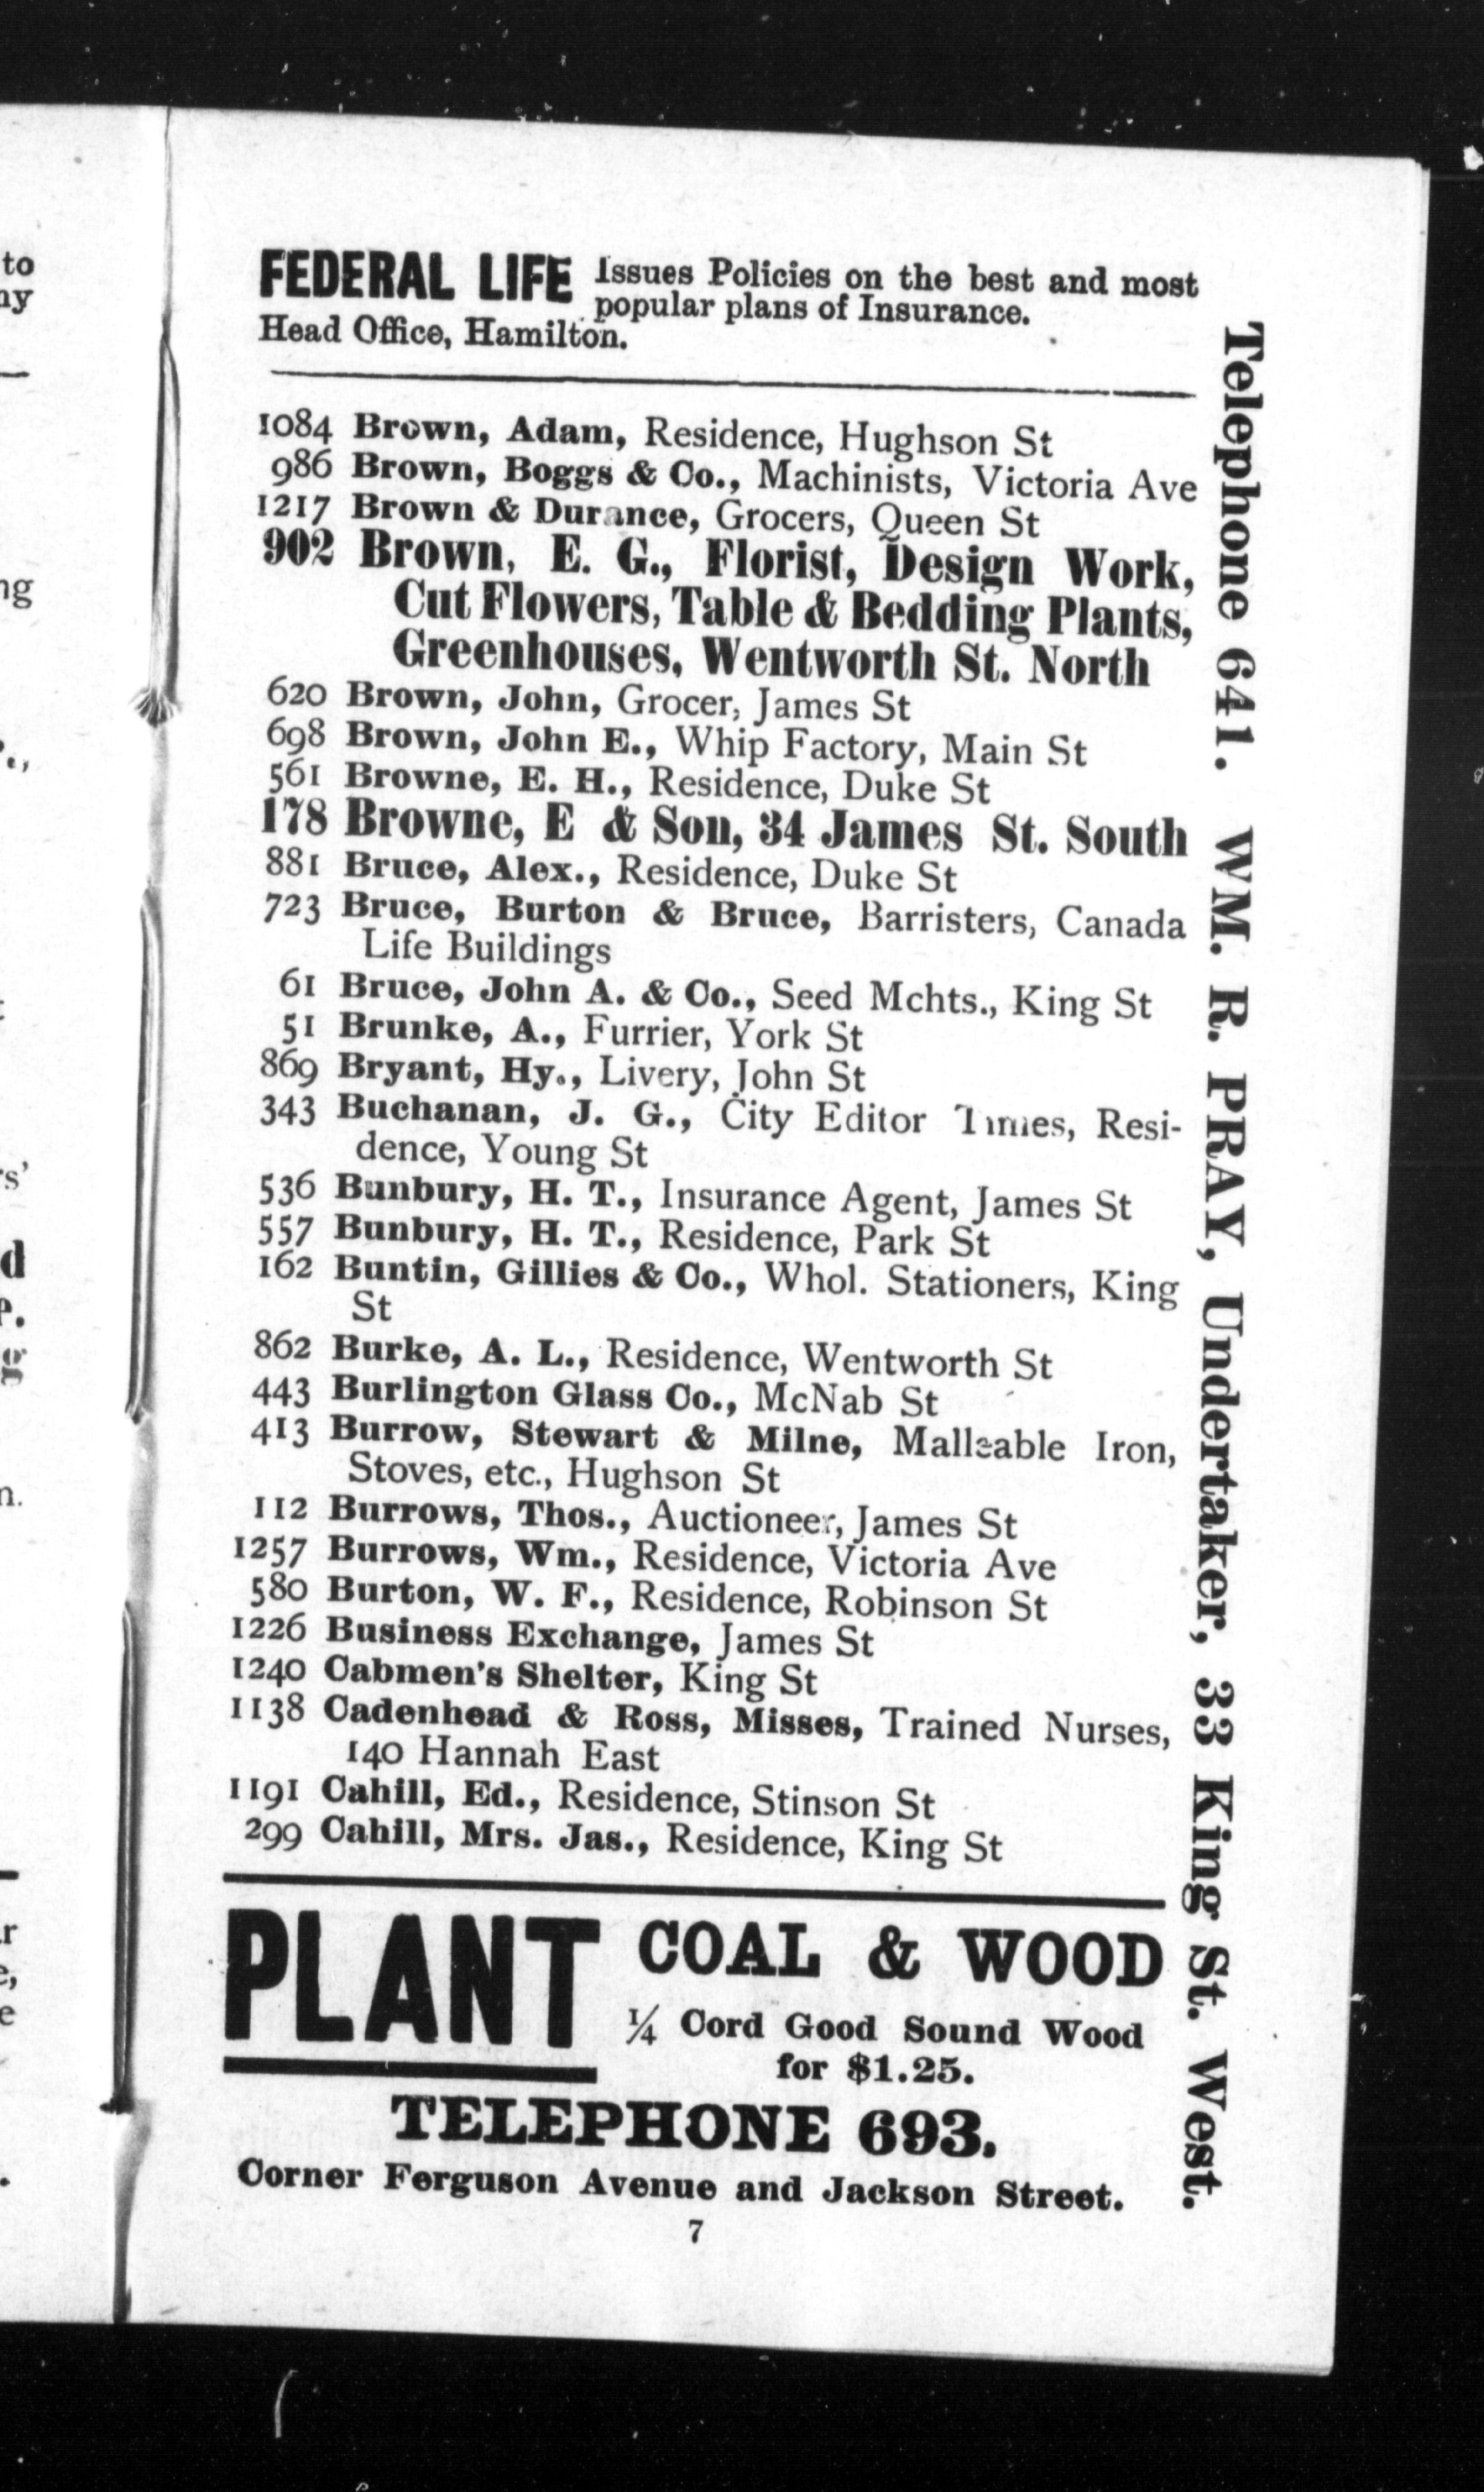 FEDERAL LIFE Issues Policies on the best and most
popular plans of Insurance.
Head Office, Hamilton.
1084 Brown, Adam, Residence, Hughson St
986 Brown, Boggs & Co., Machinists, Victoria Ave
1217 Brown & Durance, Grocers, Queen St
902 Brown, E. G., Florist, Design Work,
Cut Flowers, Table & Bedding Plants,
Greenhouses, Wentworth St. North
620 Brown, John, Grocer, James St
698 Brown, John E., Whip Factory, Main St
561 Browne, E. H., Residence, Duke St
178 Browne, E & Son, 34 James St. South
881 Bruce, Alex., Residence, Duke St
723 Bruce, Burton & Bruce, Barristers, Canada
Life Buildings
61 Bruce, John A. & Co., Seed Mchts., King St
51 Brunke, A., Furrier, York St
869 Bryant, Hy., Livery, John St
343 Buchanan, J. G., City Editor Times, Resi-
dence, Young St
536 Bunbury, H. T., Insurance Agent, James St
557 Bunbury, H. T., Residence, Park St
162 Buntin, Gillies & Co., Whol. Stationers, King
St
862 Burke, A. L., Residence, Wentworth St
443 Burlington Glass Co., McNab St
413 Burrow, Stewart & Milne, Malleable Iron,
Stoves, etc., Hughson St
112 Burrows, Thos., Auctioneer, James St
1257 Burrows, Wm., Residence, Victoria Ave
580 Burton, W. F., Residence, Robinson St
1226 Business Exchange, James St
1240 Cabmen's Shelter, King St
1138 Cadenhead & Ross, Misses, Trained Nurses,
140 Hannah East
1191 Cahill, Ed., Residence, Stinson St
299 Cahill, Mrs. Jas., Residence, King St
PLANT COAL & WOOD
¼ Cord Good Sound Wood
for $1.25.
TELEPHONE 693.
Corner Ferguson Avenue and Jackson Street.
7
Telephone 641. WM. R. PRAY, Undertaker, 33 King St. West.